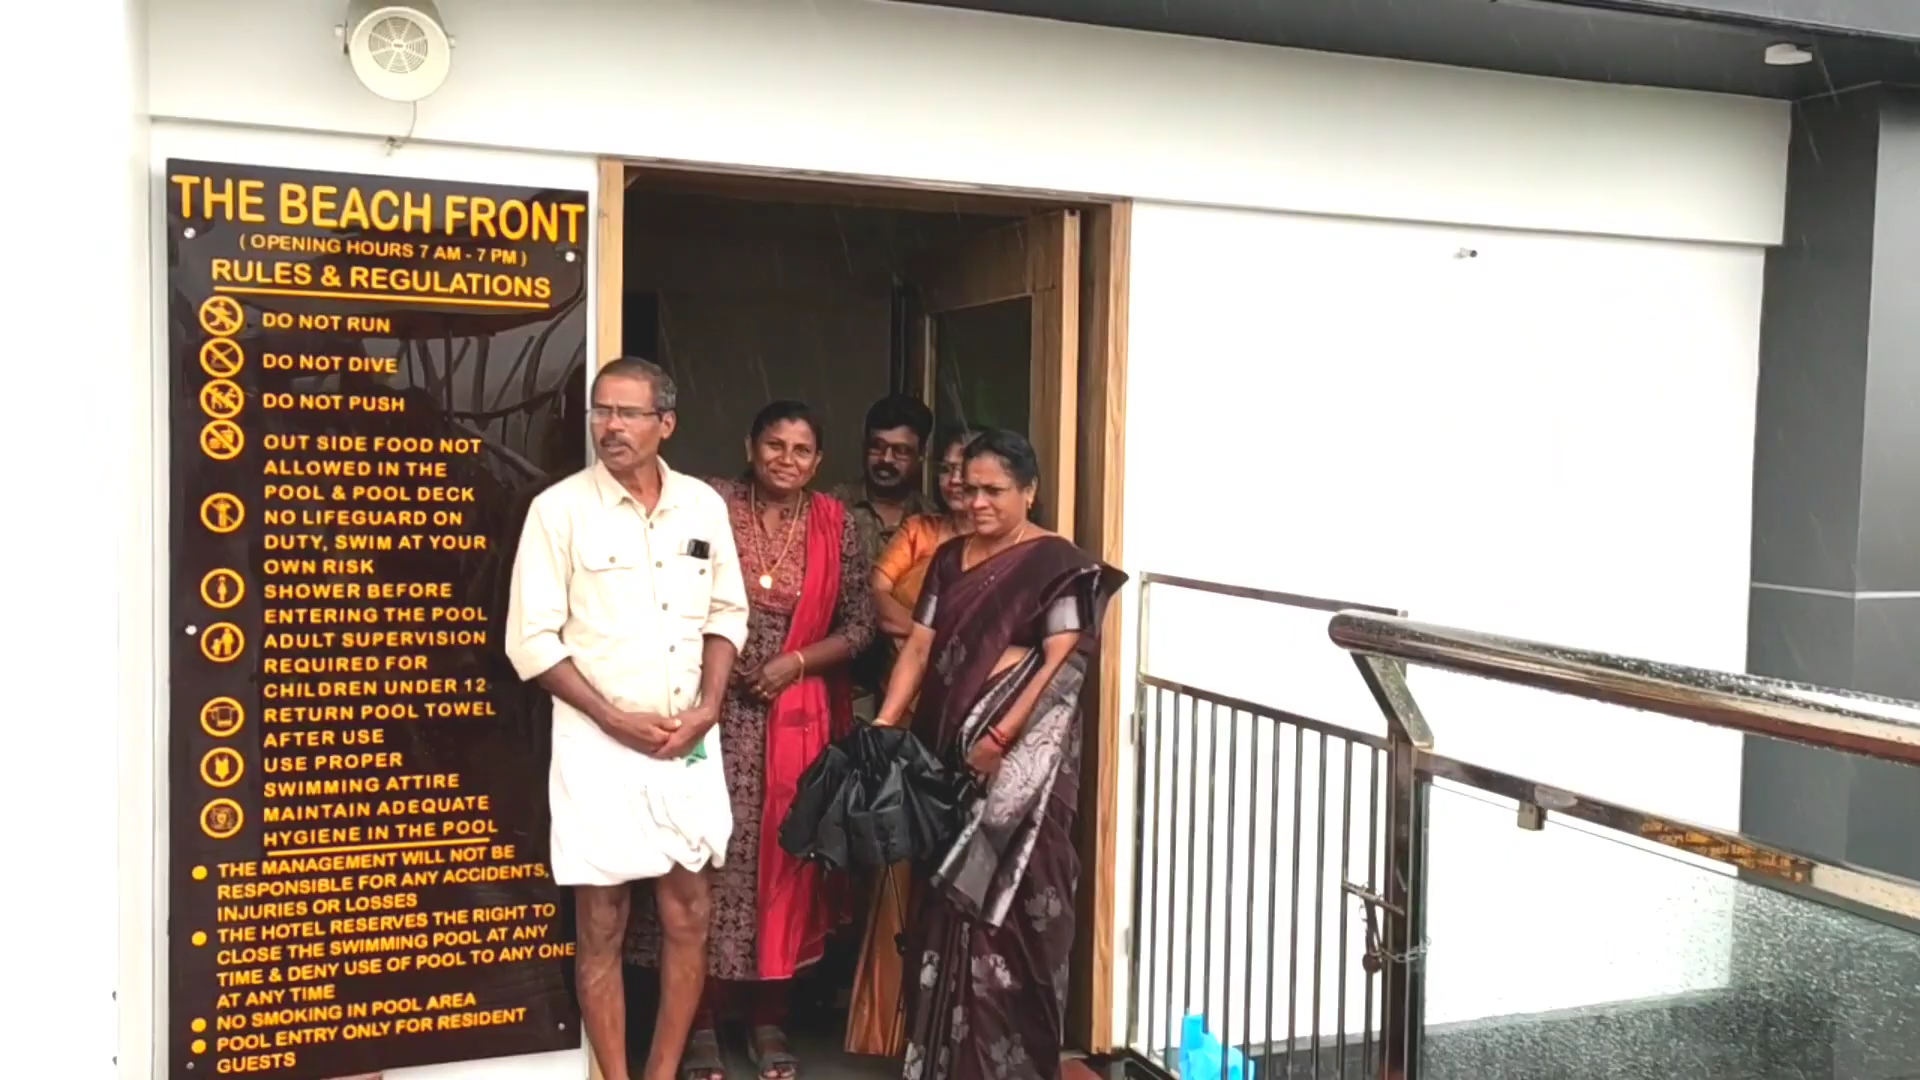 THE BEACH FRONT
( OPENING HOURS 7 AM - 7 PM )
RULES & REGULATIONS
DO NOT RUN
DO NOT DIVE
DO NOT PUSH
OUT SIDE FOOD NOT
ALLOWED IN THE
POOL & POOL DECK
NO LIFEGUARD ON
DUTY, SWIM AT YOUR
OWN RISK
SHOWER BEFORE
ENTERING THE POOL
ADULT SUPERVISION
REQUIRED FOR
CHILDREN UNDER 12
RETURN POOL TOWEL
AFTER USE
USE PROPER
SWIMMING ATTIRE
MAINTAIN ADEQUATE
HYGIENE IN THE POOL
THE MANAGEMENT WILL NOT BE
RESPONSIBLE FOR ANY ACCIDENTS,
INJURIES OR LOSSES
THE HOTEL RESERVES THE RIGHT TO
CLOSE THE SWIMMING POOL AT ANY
TIME & DENY USE OF POOL TO ANY ONE
AT ANY TIME
NO SMOKING IN POOL AREA
POOL ENTRY ONLY FOR RESIDENT
GUESTS